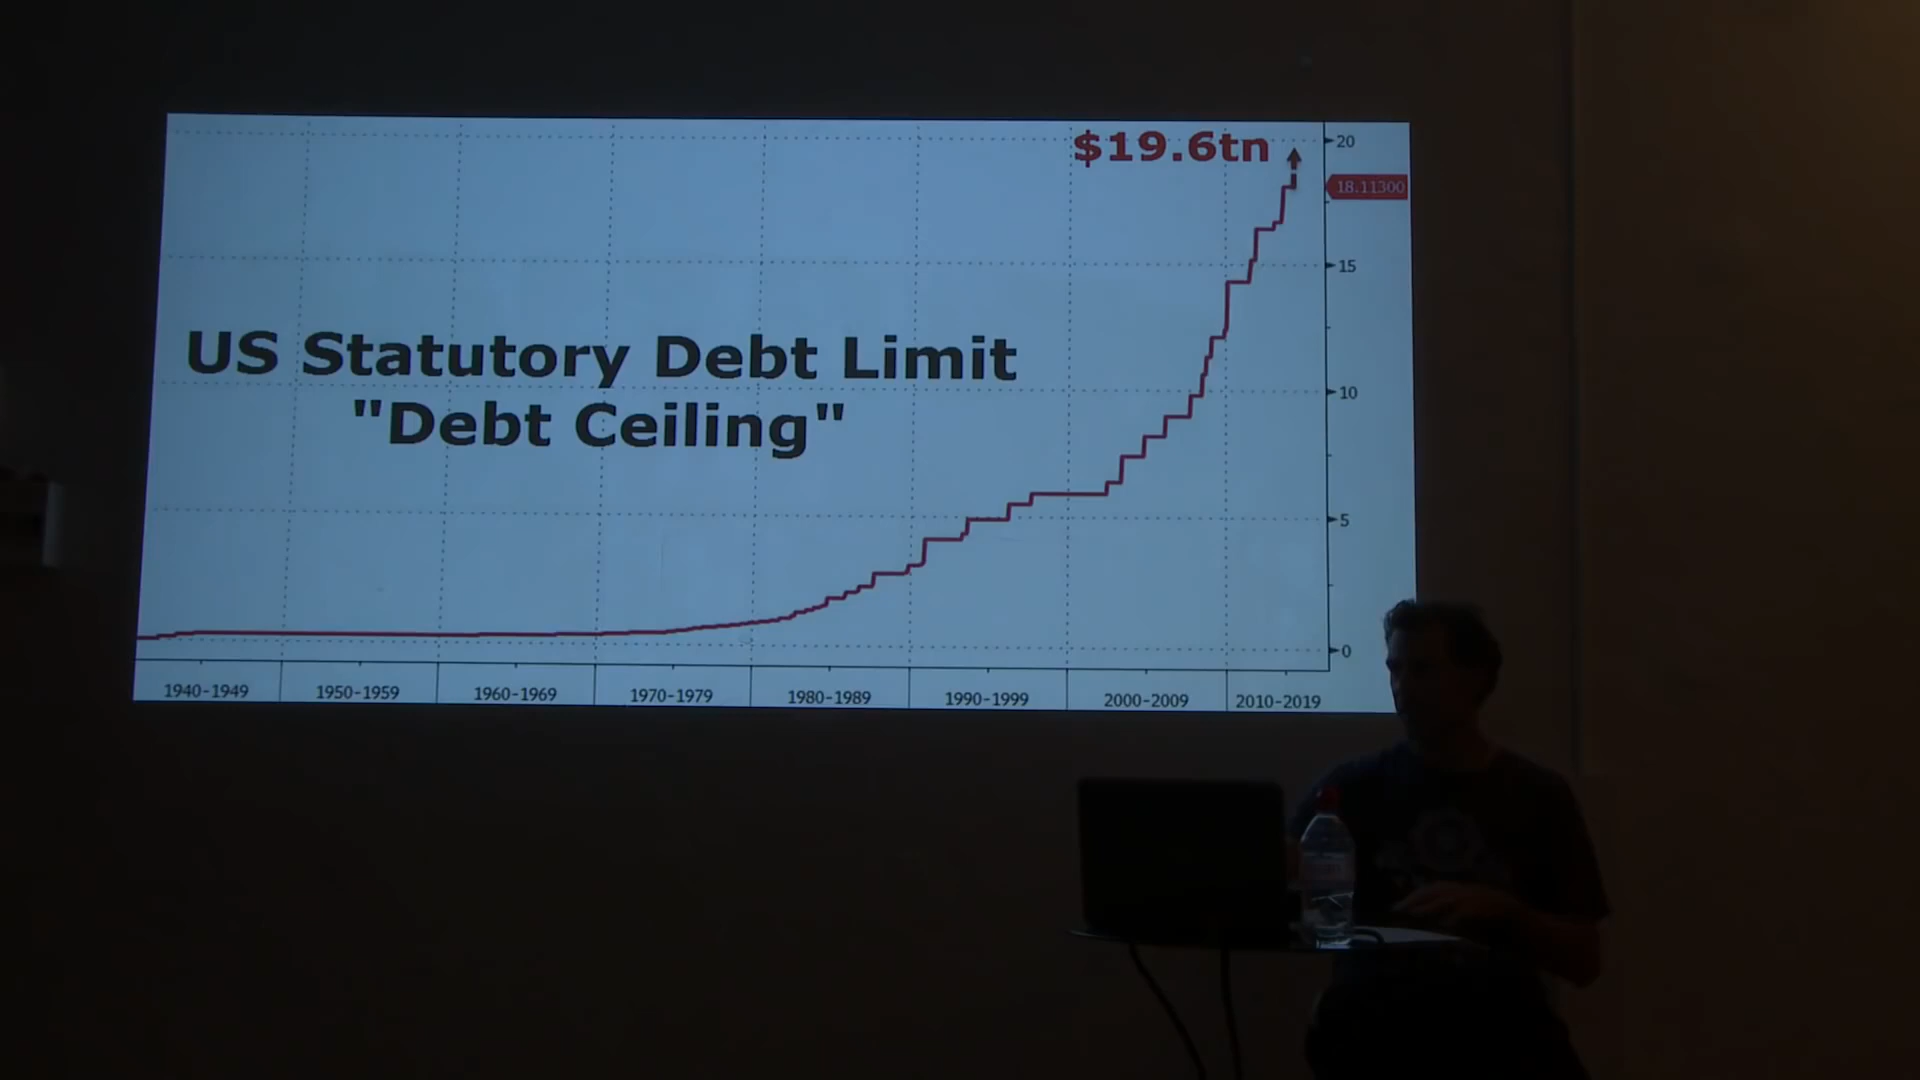 $19.6tn
20
18.11300
15
US Statutory Debt Limit
"Debt Ceiling"
10
5
0
1940-1949 1950-1959 1960-1969 1970-1979 1980-1989 1990-1999 2000-2009 2010-2019